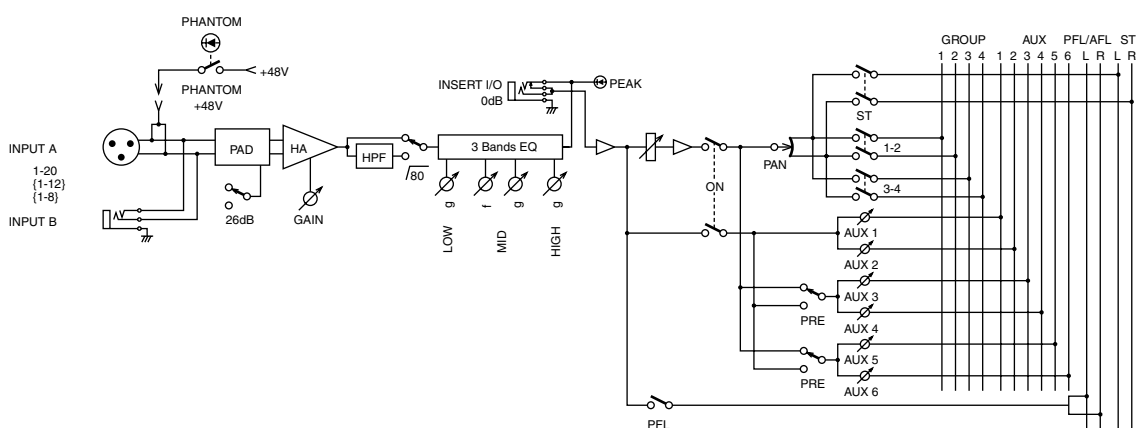 PHANTOM
+48V
PHANTOM
+48V
INPUT A
1-20
{1-12}
{1-8}
INPUT B
PAD
26dB
HA
GAIN
HPF
80
3 Bands EQ
g
f
g
g
LOW
MID
HIGH
INSERT I/O
0dB
PEAK
ON
PAN
ST
1-2
3-4
AUX 1
AUX 2
AUX 3
PRE
AUX 4
AUX 5
PRE
AUX 6
PFL
GROUP AUX PFL/AFL ST
1 2 3 4 1 2 3 4 5 6 L R L R